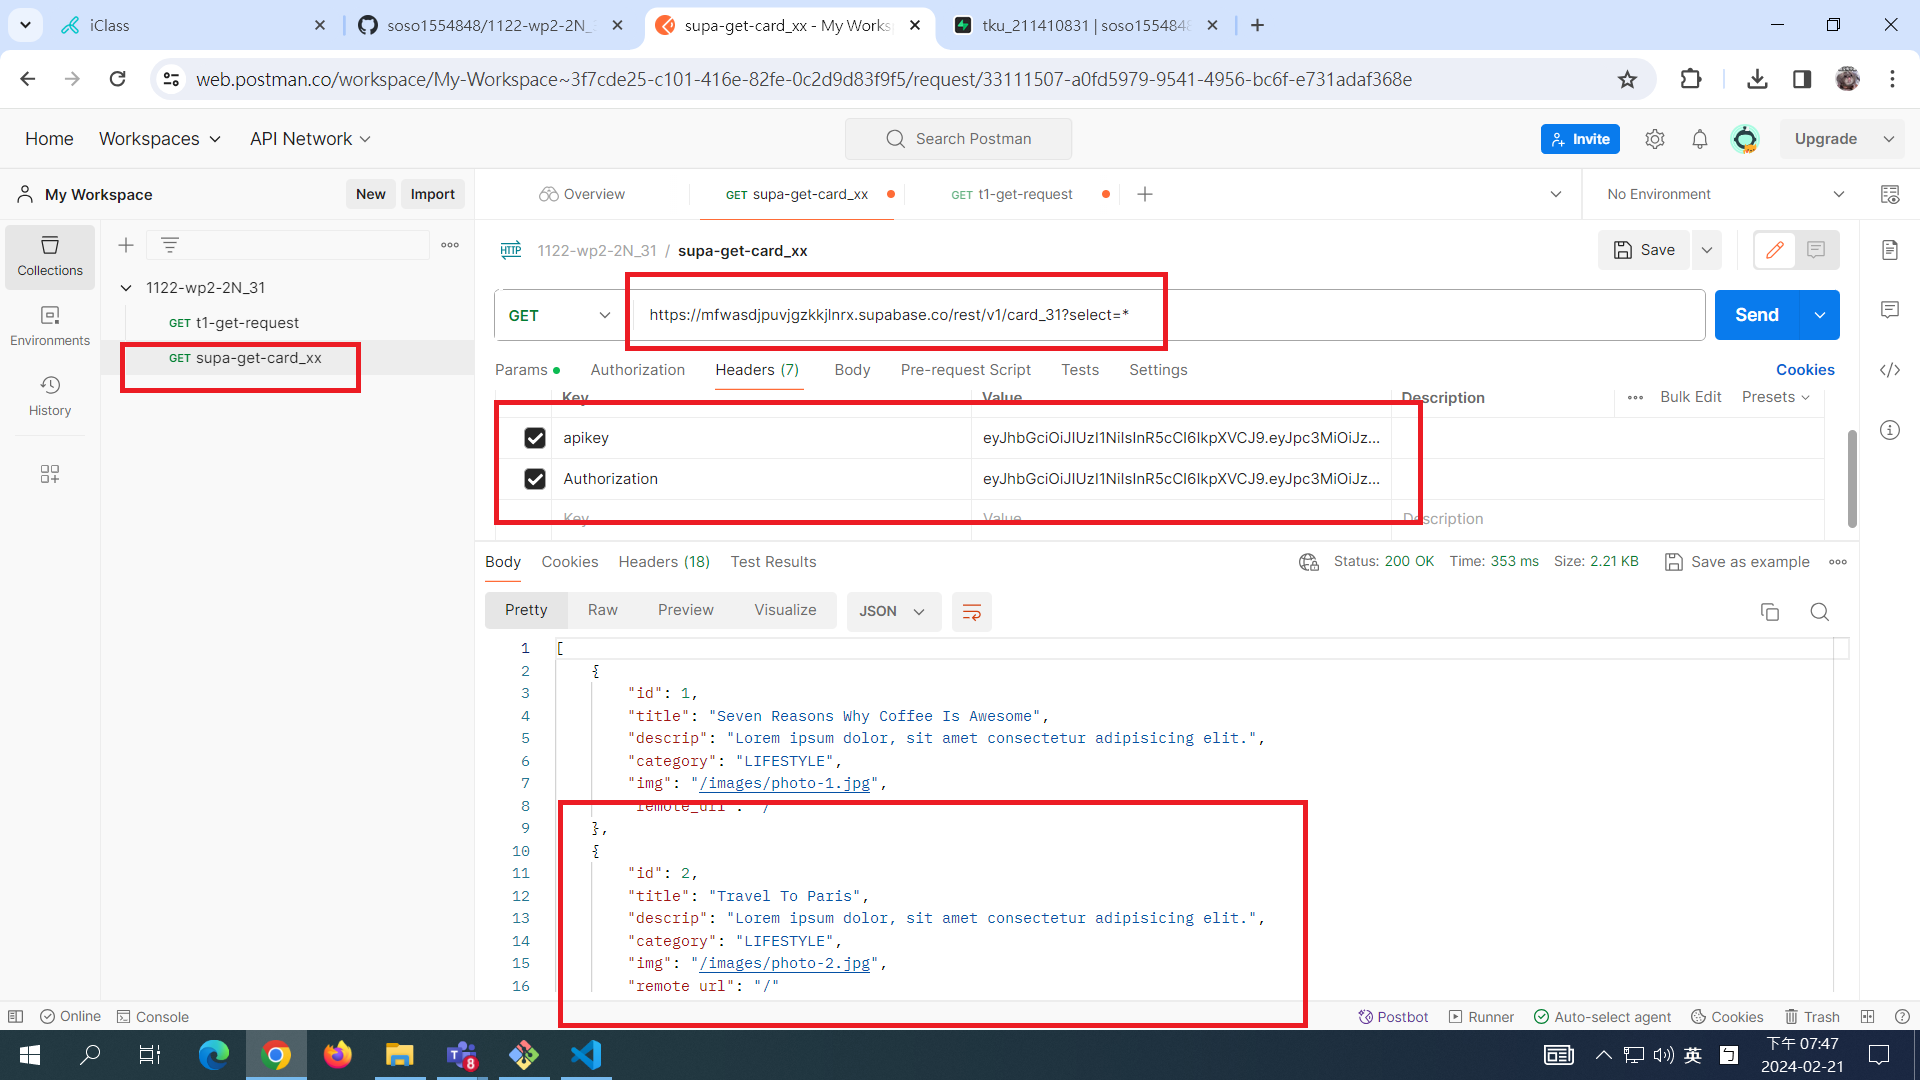 iClass
soso1554848/1122-wp2-2N_
supa-get-card_xx - My Works
tku_211410831 | soso1554848
web.postman.co/workspace/My-Workspace~3f7cde25-c101-416e-82fe-0c2d9d83f9f5/request/33111507-a0fd5979-9541-4956-bc6f-e731adaf368e
Home Workspaces API Network
Search Postman
Invite
Upgrade
My Workspace New Import
Overview GET supa-get-card_xx GET t1-get-request No Environment
Collections
Environments
History
1122-wp2-2N_31
GET t1-get-request
GET supa-get-card_xx
HTTP 1122-wp2-2N_31 / supa-get-card_xx Save
GET https://mfwasdjpuvjgzkkjlnrx.supabase.co/rest/v1/card_31?select=* Send
Params Authorization Headers (7) Body Pre-request Script Tests Settings Cookies
Key Value Description Bulk Edit Presets
apikey eyJhbGciOiJIUzI1NiIsInR5cCI6IkpXVCJ9.eyJpc3MiOiJz...
Authorization eyJhbGciOiJIUzI1NiIsInR5cCI6IkpXVCJ9.eyJpc3MiOiJz...
Key Value Description
Body Cookies Headers (18) Test Results Status: 200 OK Time: 353 ms Size: 2.21 KB Save as example
Pretty Raw Preview Visualize JSON
1 [
2 {
3 "id": 1,
4 "title": "Seven Reasons Why Coffee Is Awesome",
5 "descrip": "Lorem ipsum dolor, sit amet consectetur adipisicing elit.",
6 "category": "LIFESTYLE",
7 "img": "/images/photo-1.jpg",
8 "remote_url": "/"
9 },
10 {
11 "id": 2,
12 "title": "Travel To Paris",
13 "descrip": "Lorem ipsum dolor, sit amet consectetur adipisicing elit.",
14 "category": "LIFESTYLE",
15 "img": "/images/photo-2.jpg",
16 "remote_url": "/"
Online Console Postbot Runner Auto-select agent Cookies Trash
8
英
下午 07:47
2024-02-21